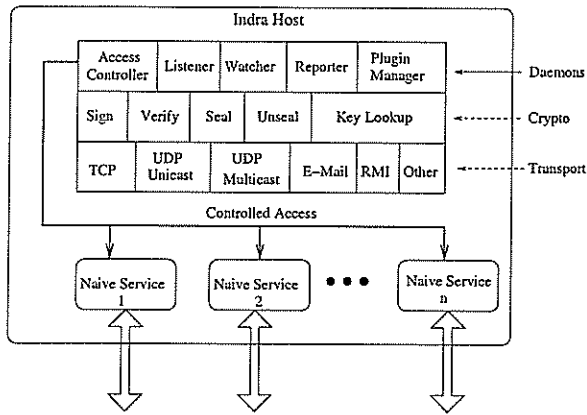 Indra Host
Access Controller
Listener
Watcher
Reporter
Plugin Manager
Daemons
Sign
Verify
Seal
Unseal
Key Lookup
Crypto
TCP
UDP Unicast
UDP Multicast
E-Mail
RMI
Other
Transport
Controlled Access
Naive Service 1
Naive Service 2
Naive Service n